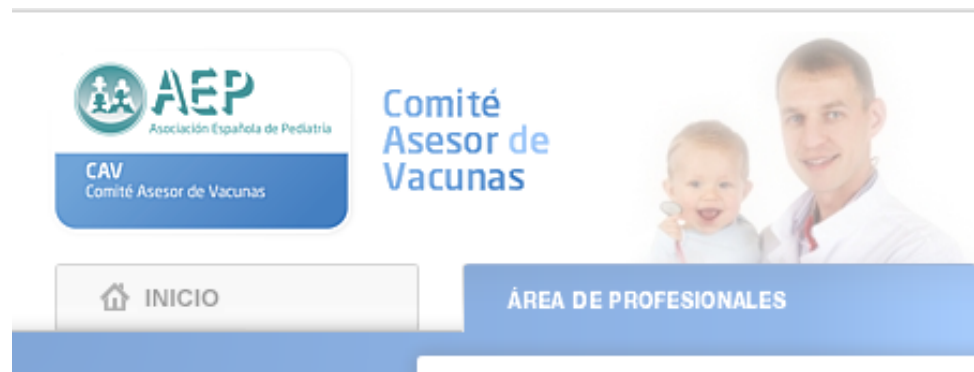 AEP
Asociación Española de Pediatría
CAV
Comité Asesor de Vacunas
Comité
Asesor de
Vacunas
INICIO
ÁREA DE PROFESIONALES